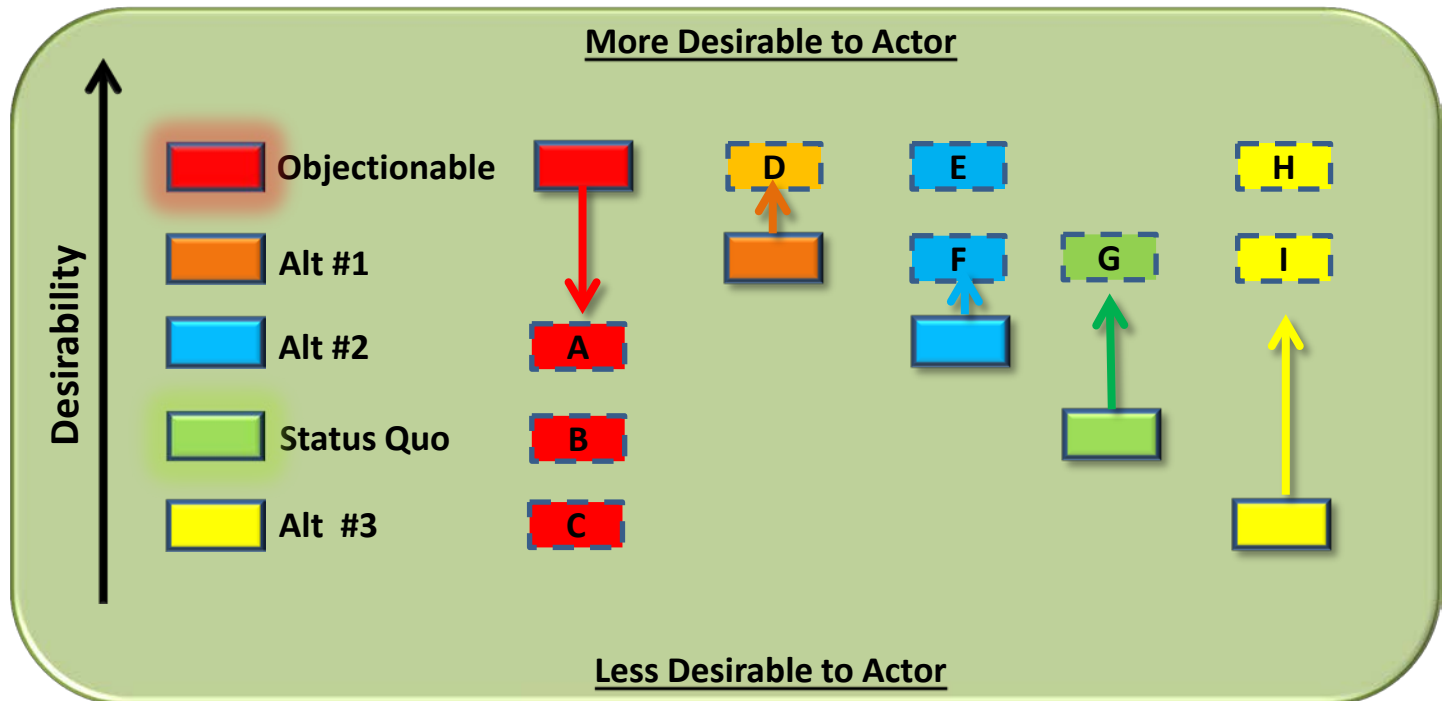 More Desirable to Actor
Desirability
Objectionable
D
E
H
Alt #1
F
G
I
Alt #2
A
Status Quo
B
Alt  #3
C
Less Desirable to Actor